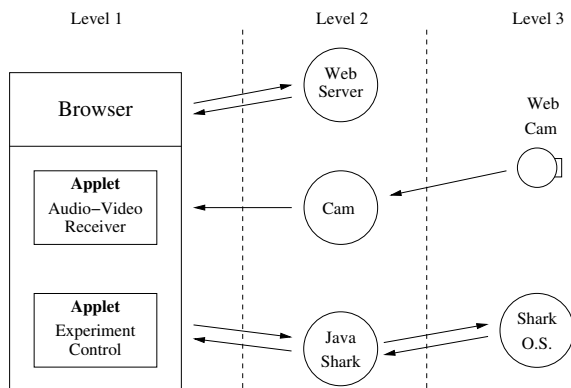 Level 1
Level 2
Level 3
Browser
Web
Server
Web
Cam
Applet
Audio−Video
Receiver
Cam
Applet
Experiment
Control
Java
Shark
Shark
O.S.